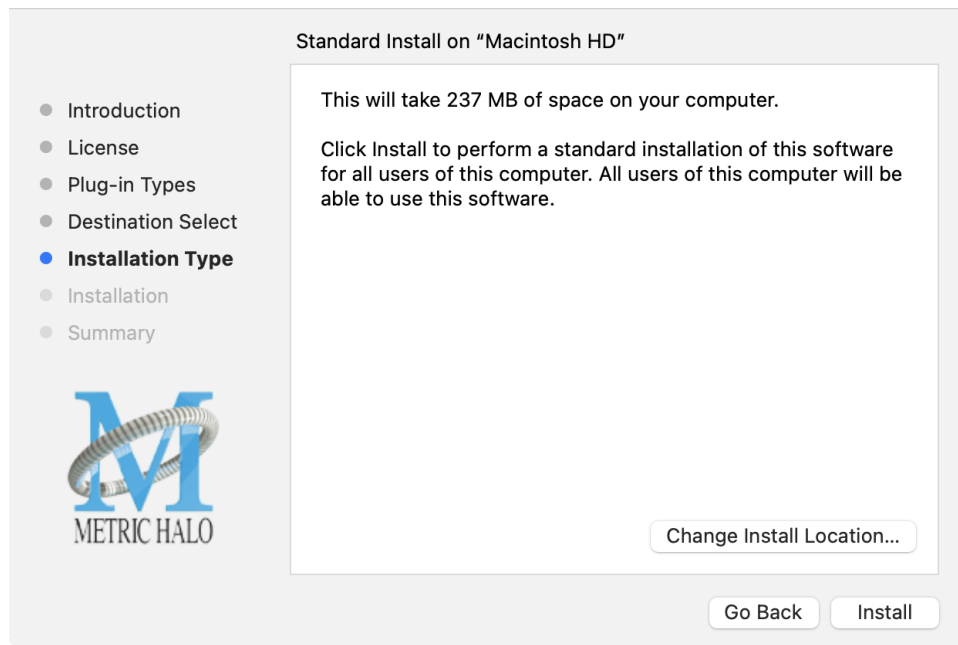 Standard Install on “Macintosh HD”
Introduction
License
Plug-in Types
Destination Select
Installation Type
Installation
Summary
METRIC HALO
This will take 237 MB of space on your computer.
Click Install to perform a standard installation of this software
for all users of this computer. All users of this computer will be
able to use this software.
Change Install Location...
Go Back
Install